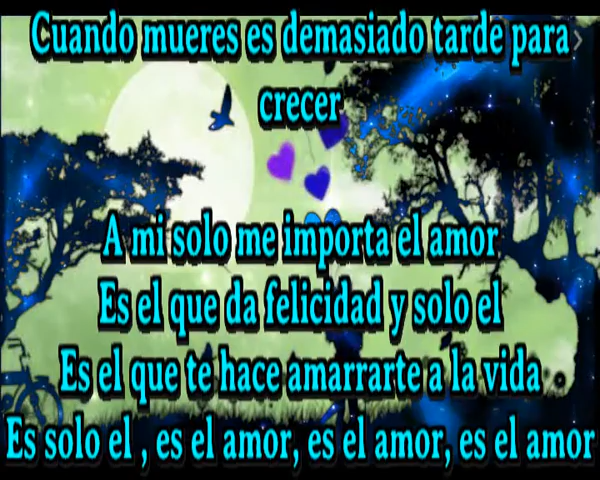 Cuando mueres es demasiado tarde para
crecer
A mi solo me importa el amor
Es el que da felicidad y solo el
Es el que te hace amarrarte a la vida
Es solo el , es el amor, es el amor, es el amor